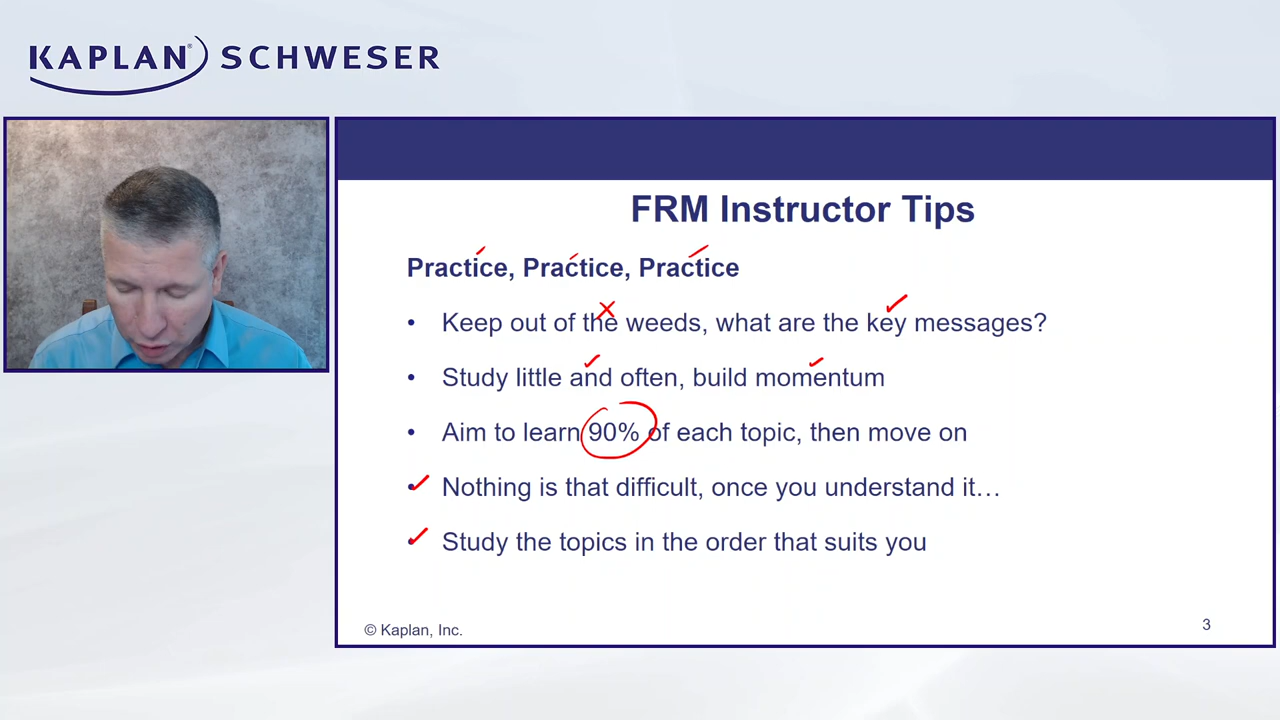 KAPLAN® SCHWESER
FRM Instructor Tips
Practice, Practice, Practice
• Keep out of the weeds, what are the key messages?
• Study little and often, build momentum
• Aim to learn 90% of each topic, then move on
• Nothing is that difficult, once you understand it…
• Study the topics in the order that suits you
© Kaplan, Inc.
3